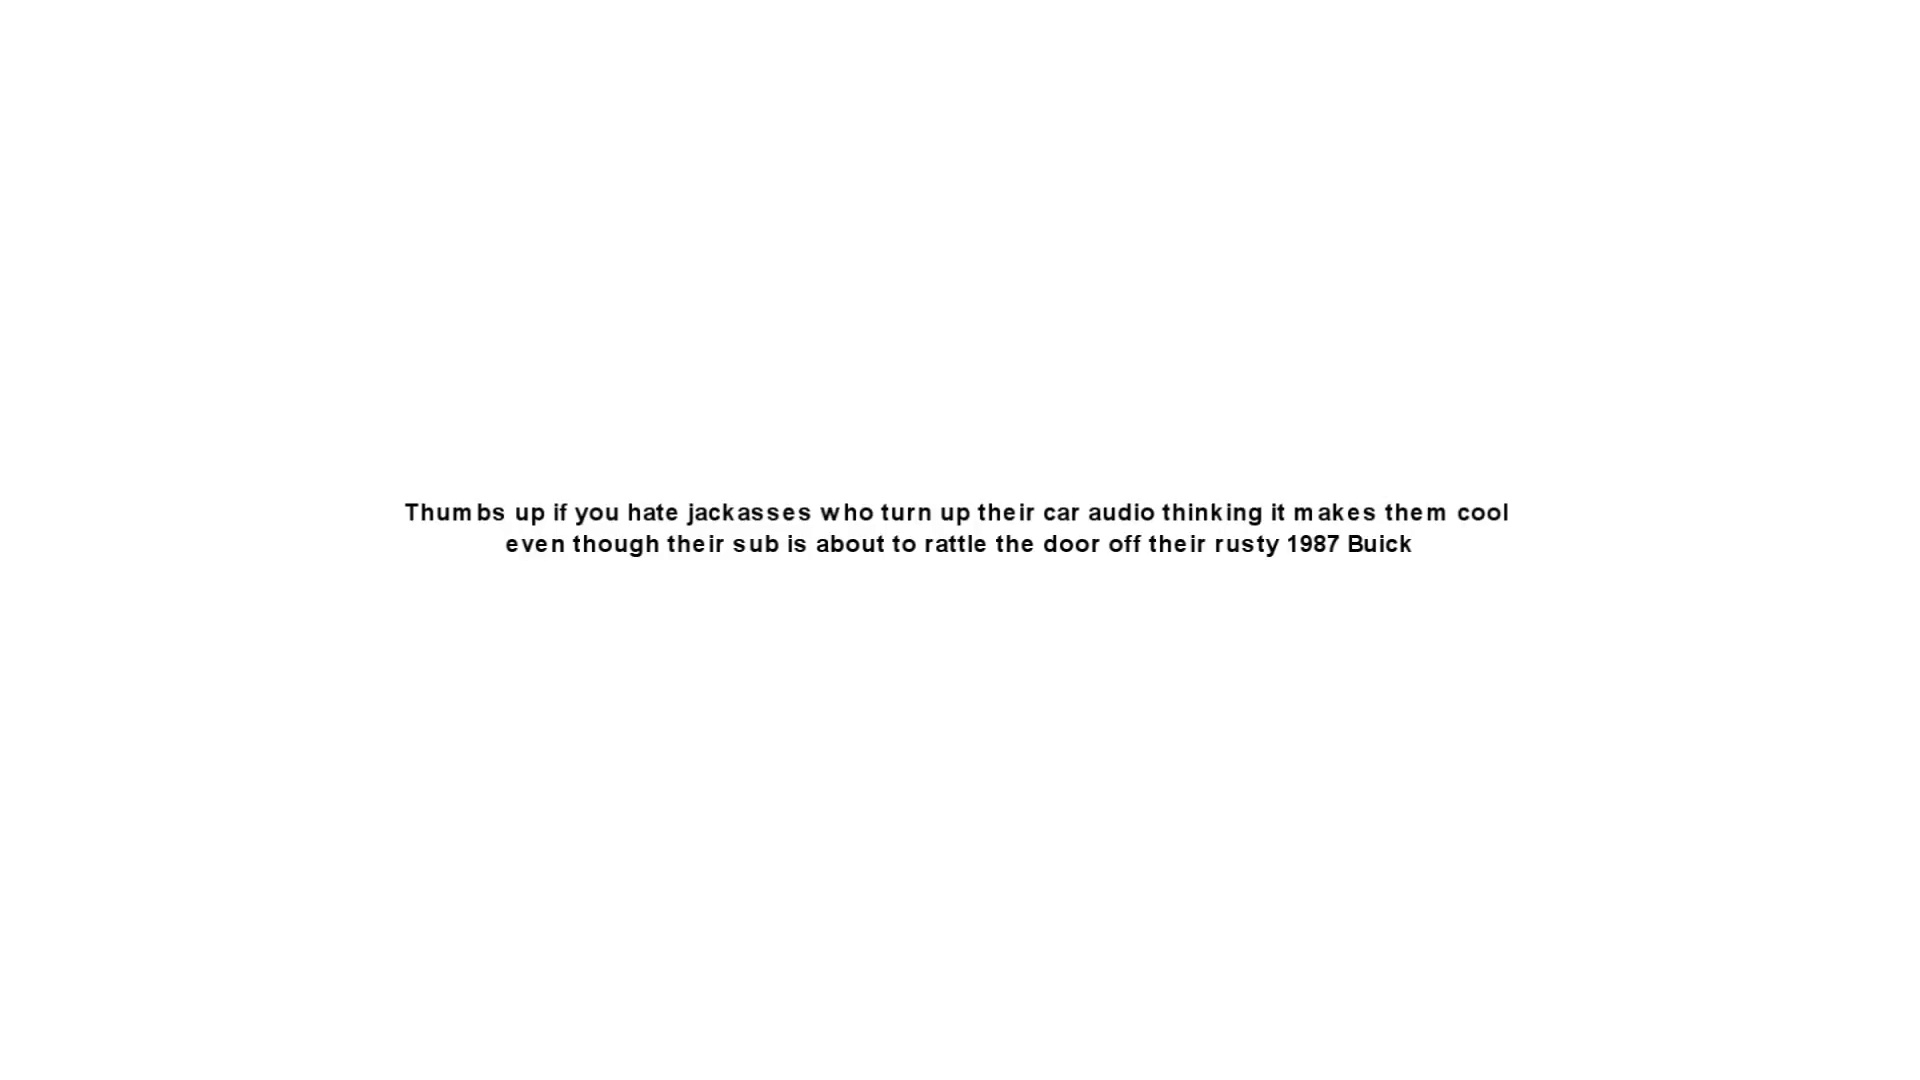 Thumbs up if you hate jackasses who turn up their car audio thinking it makes them cool
even though their sub is about to rattle the door off their rusty 1987 Buick